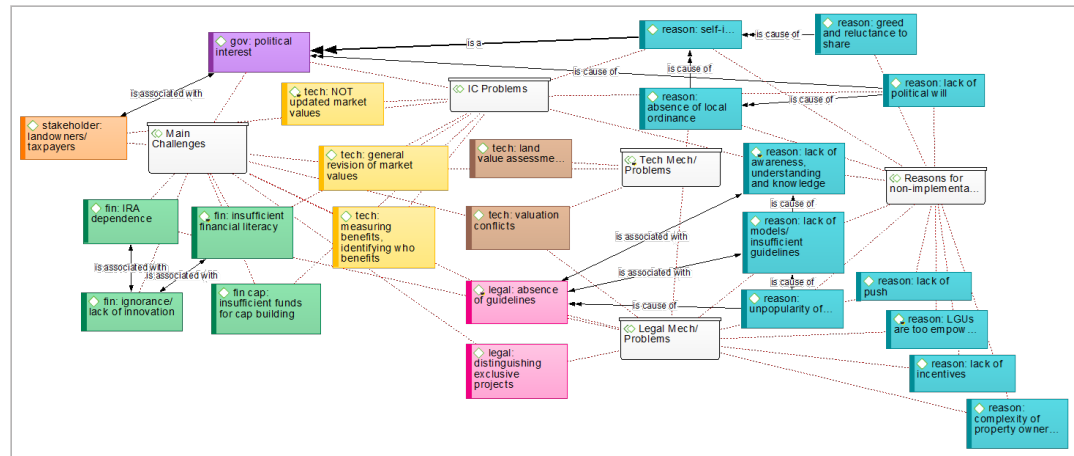 gov: political
interest
is a
reason: self-i...
is cause of
reason: greed
and reluctance to
share
is associated with
is cause of
is cause of
tech: NOT
updated market
values
IC Problems
reason:
absence of local
ordinance
is cause of
reason: lack of
political will
stakeholder:
landowners/
taxpayers
Main
Challenges
tech: general
revision of market
values
tech: land
value assessme...
Tech Mech/
Problems
reason: lack of
awareness,
understanding
and knowledge
Reasons for
non-implementa...
is cause of
fin: IRA
dependence
fin: insufficient
financial literacy
tech:
measuring
benefits,
identifying who
benefits
tech: valuation
conflicts
reason: lack of
models/
insufficient
guidelines
is associated with
is associated with
is associated with
is associated with
is cause of
fin: ignorance/
lack of innovation
fin cap:
insufficient funds
for cap building
legal: absence
of guidelines
is cause of
reason:
unpopularity of...
reason: lack of
push
Legal Mech/
Problems
reason: LGUs
are too empow...
legal:
distinguishing
exclusive
projects
reason: lack of
incentives
reason:
complexity of
property owner...